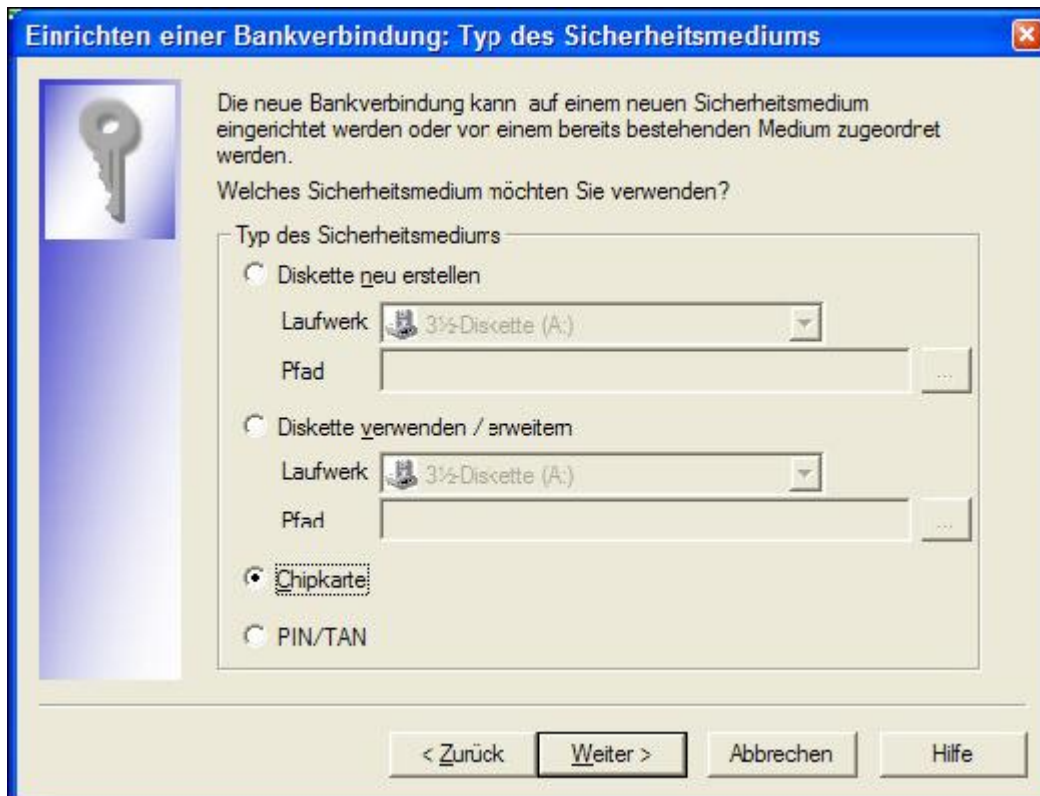 Einrichten einer Bankverbindung: Typ des Sicherheitsmediums
Die neue Bankverbindung kann auf einem neuen Sicherheitsmedium
eingerichtet werden oder von einem bereits bestehenden Medium zugeordnet
werden.
Welches Sicherheitsmedium möchten Sie verwenden?
Typ des Sicherheitsmediums
Diskette neu erstellen
Laufwerk 3½-Diskette (A:)
Pfad ...
Diskette verwenden / erweitern
Laufwerk 3½-Diskette (A:)
Pfad ...
Chipkarte
PIN/TAN
< Zurück Weiter > Abbrechen Hilfe